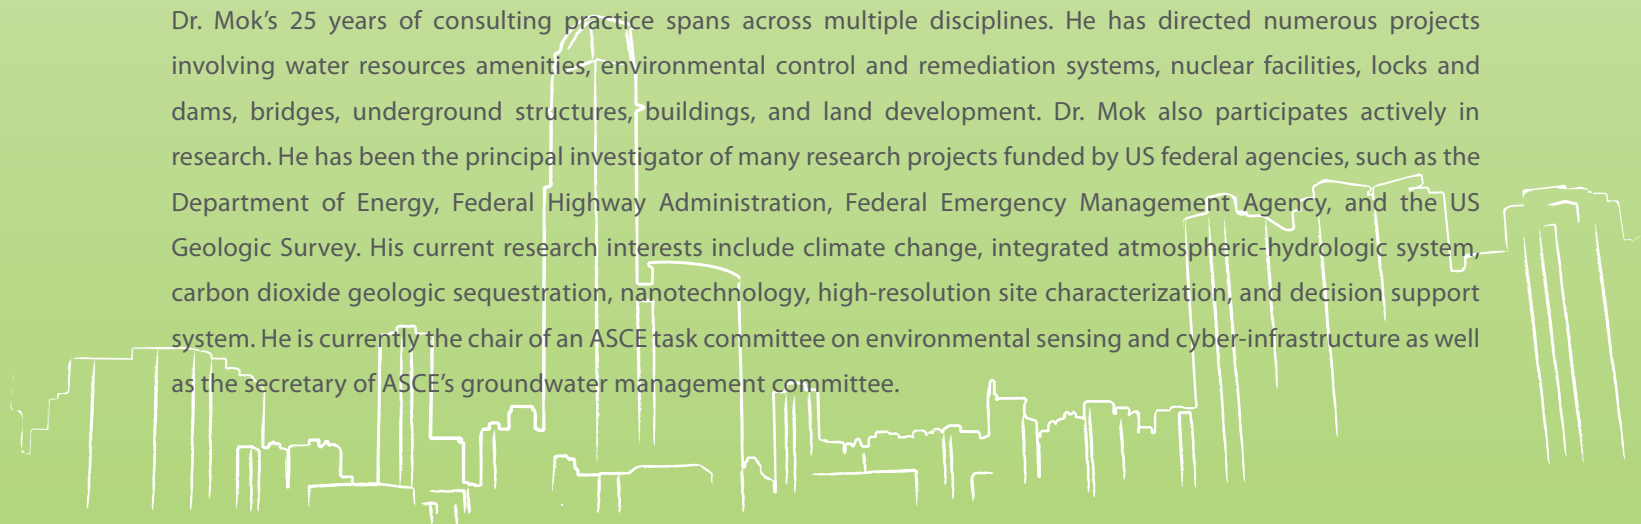 Dr. Mok’s 25 years of consulting practice spans across multiple disciplines. He has directed numerous projects
involving water resources amenities, environmental control and remediation systems, nuclear facilities, locks and
dams, bridges, underground structures, buildings, and land development. Dr. Mok also participates actively in
research. He has been the principal investigator of many research projects funded by US federal agencies, such as the
Department of Energy, Federal Highway Administration, Federal Emergency Management Agency, and the US
Geologic Survey. His current research interests include climate change, integrated atmospheric-hydrologic system,
carbon dioxide geologic sequestration, nanotechnology, high-resolution site characterization, and decision support
system. He is currently the chair of an ASCE task committee on environmental sensing and cyber-infrastructure as well
as the secretary of ASCE’s groundwater management committee.